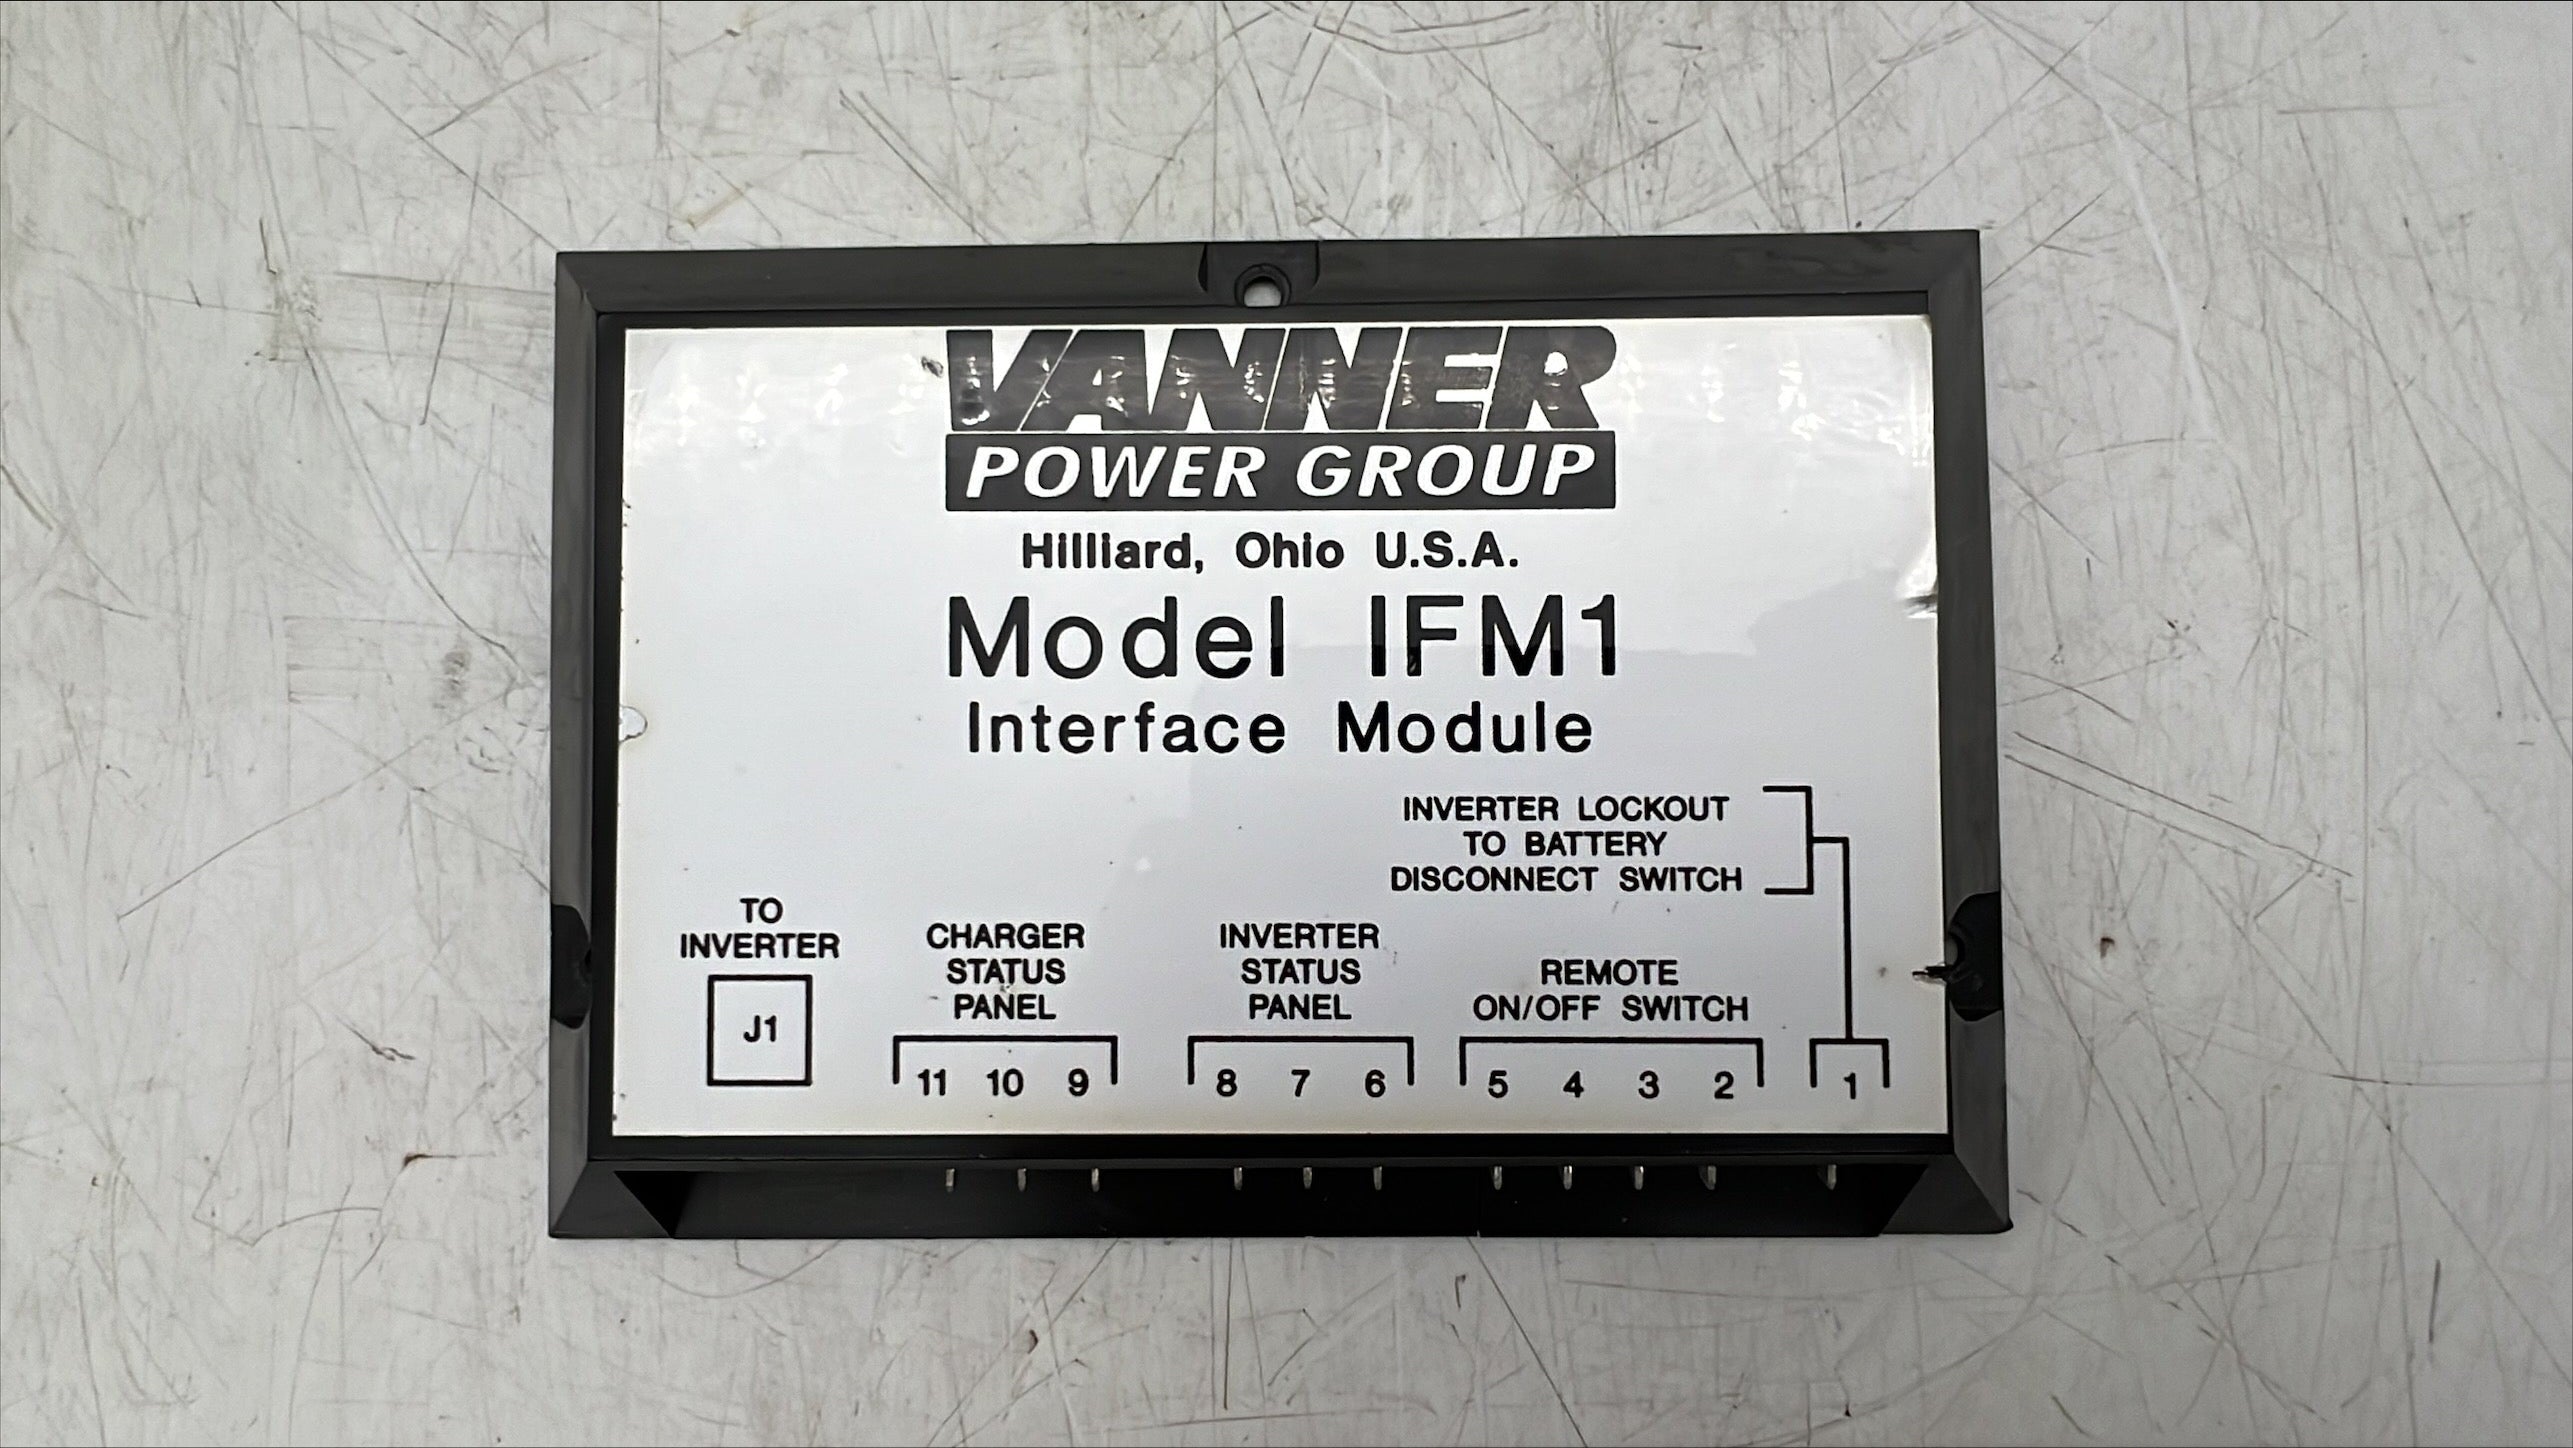 VANNER
POWER GROUP
Hilliard, Ohio U.S.A.
Model IFM1
Interface Module
INVERTER LOCKOUT
TO BATTERY
DISCONNECT SWITCH
TO
INVERTER
J1
CHARGER
STATUS
PANEL
11 10 9
INVERTER
STATUS
PANEL
8 7 6
REMOTE
ON/OFF SWITCH
5 4 3 2
1